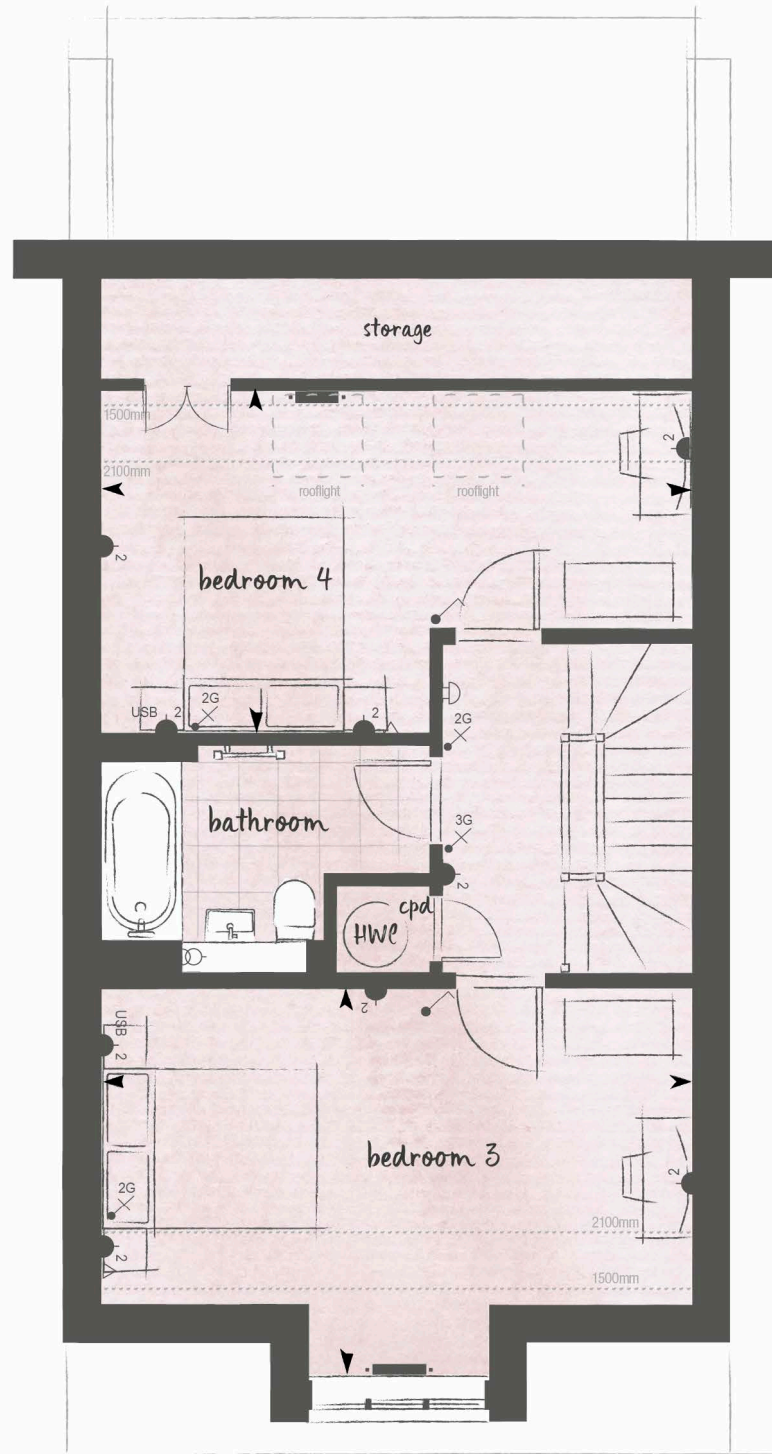 storage
1500mm
2100mm
rooflight
rooflight
2
2
bedroom 4
USB
2
2G
2
2G
bathroom
3G
2
cpd
HWC
USB
2
2
bedroom 3
2G
2
2
2100mm
1500mm